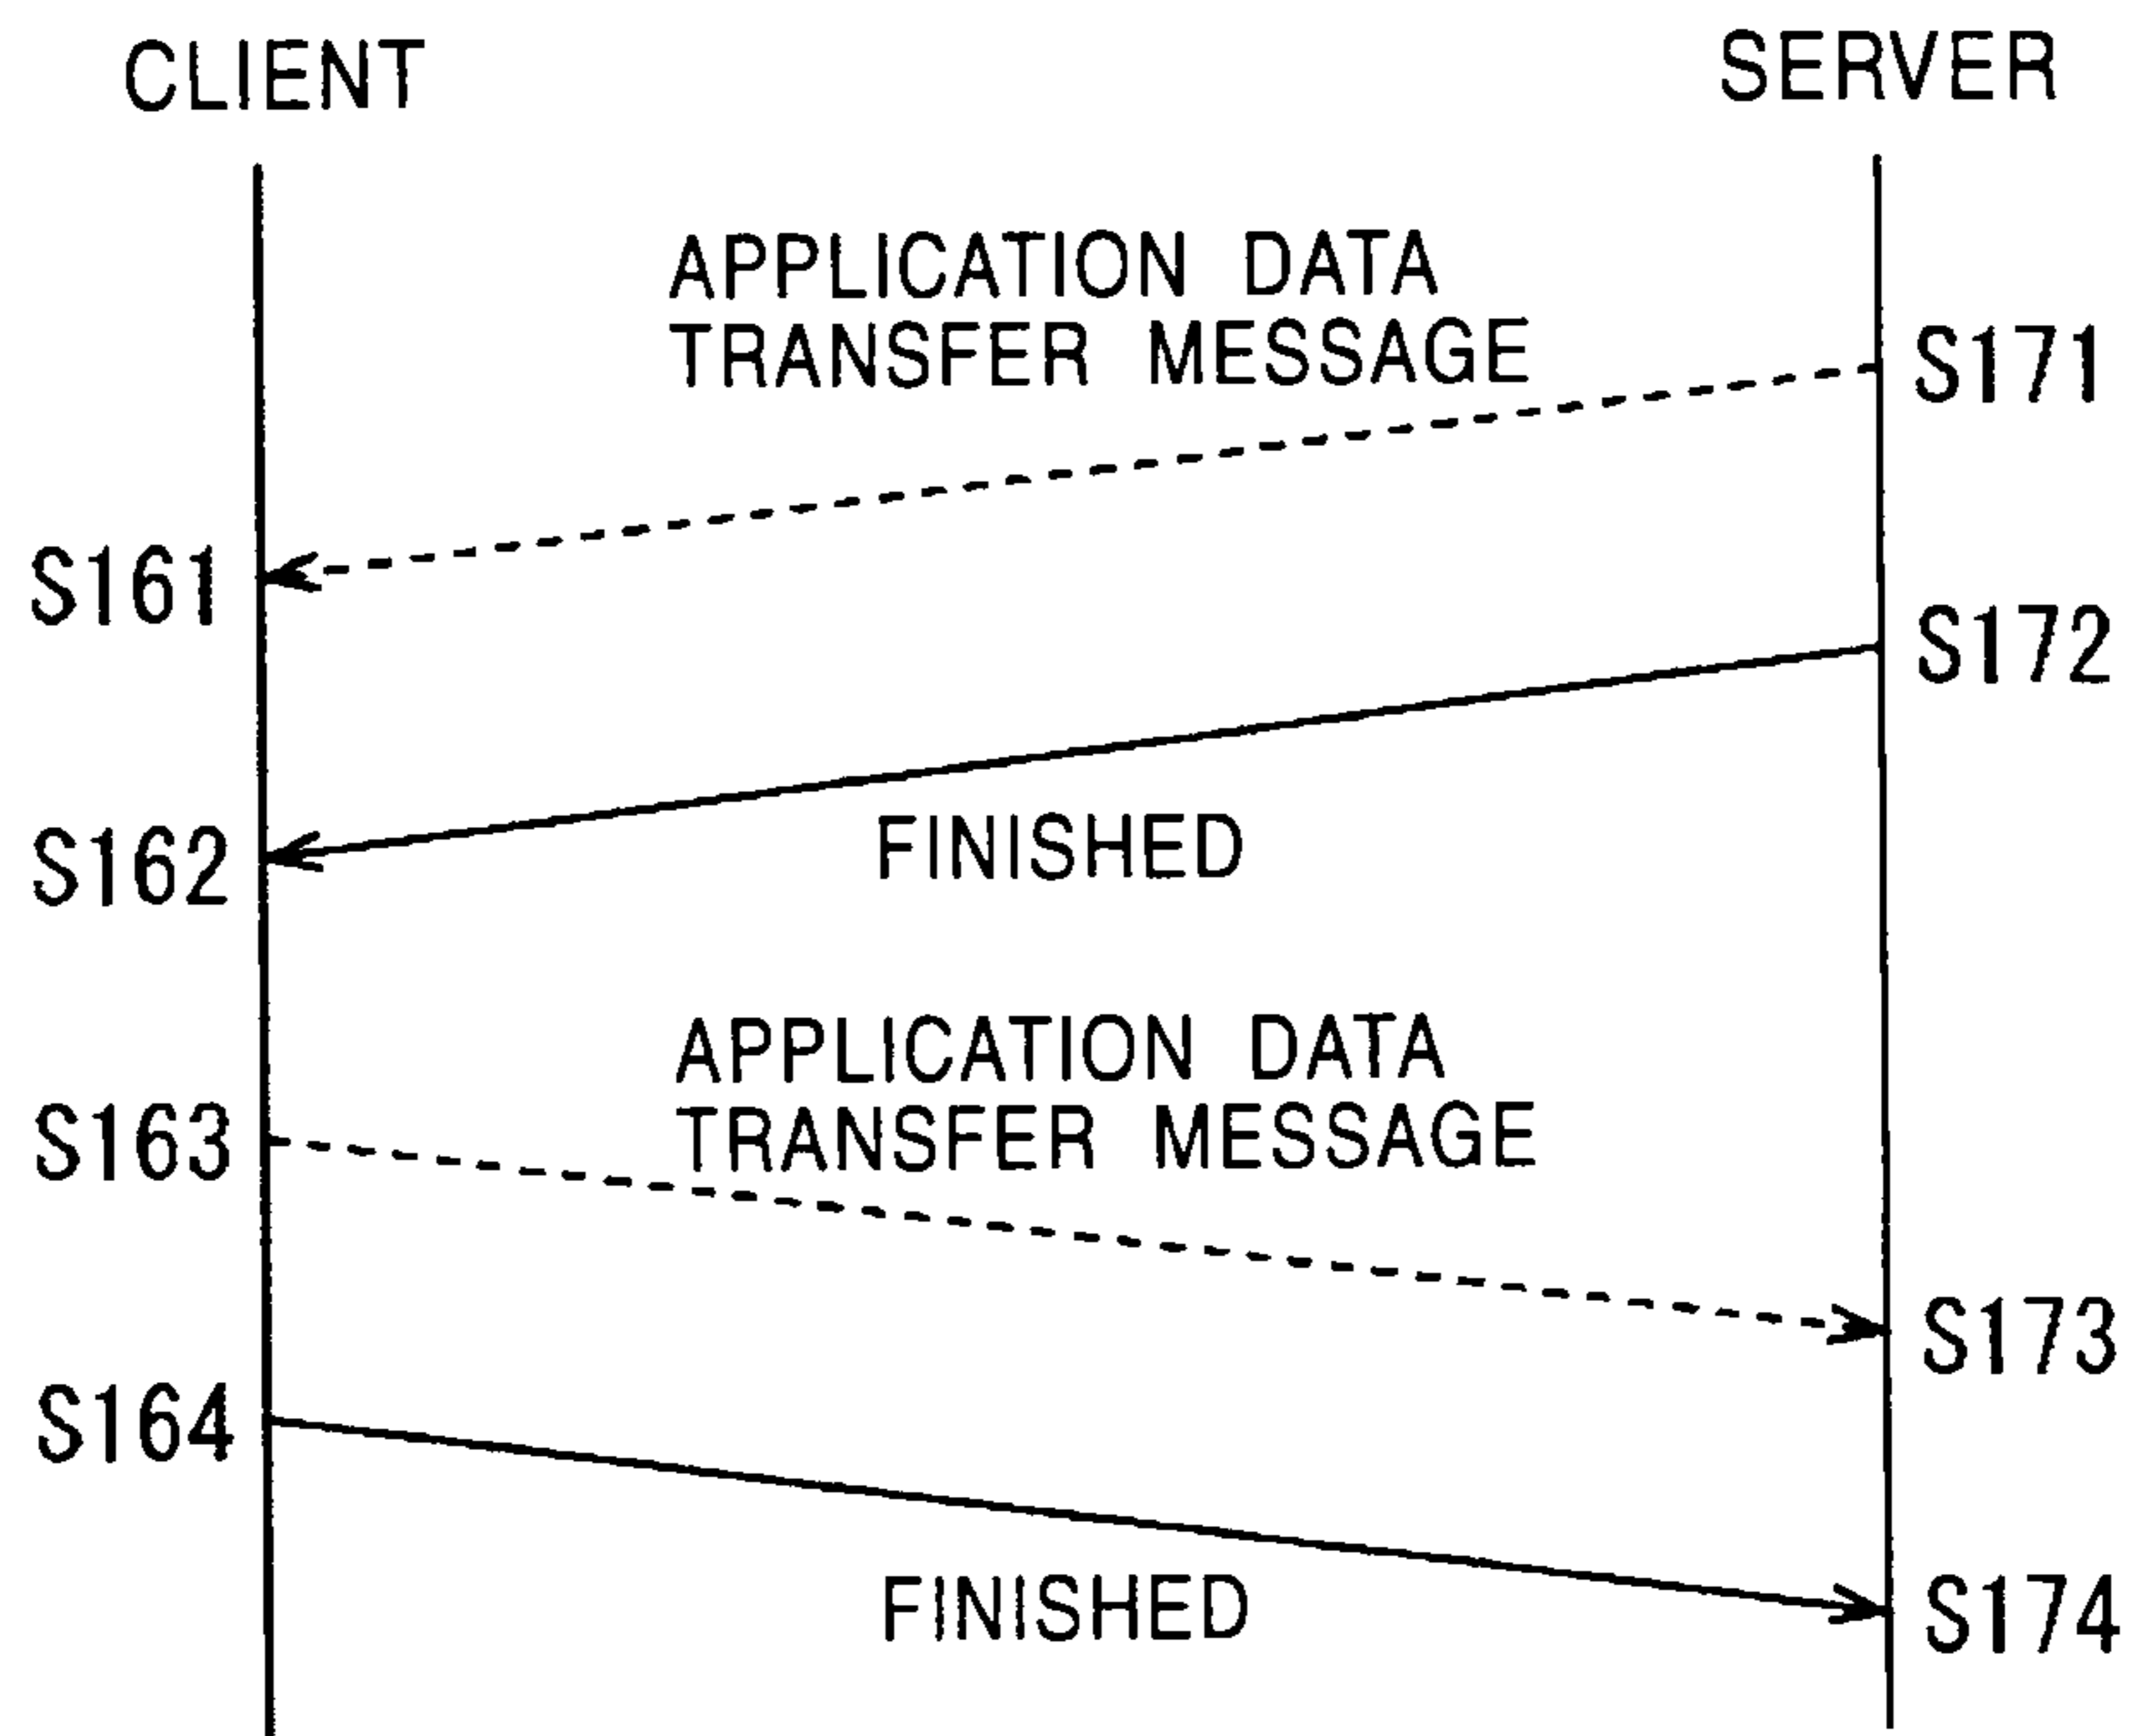 CLIENT
SERVER
APPLICATION DATA
TRANSFER MESSAGE
S171
S161
S172
FINISHED
S162
APPLICATION DATA
TRANSFER MESSAGE
S163
S173
S164
FINISHED
S174